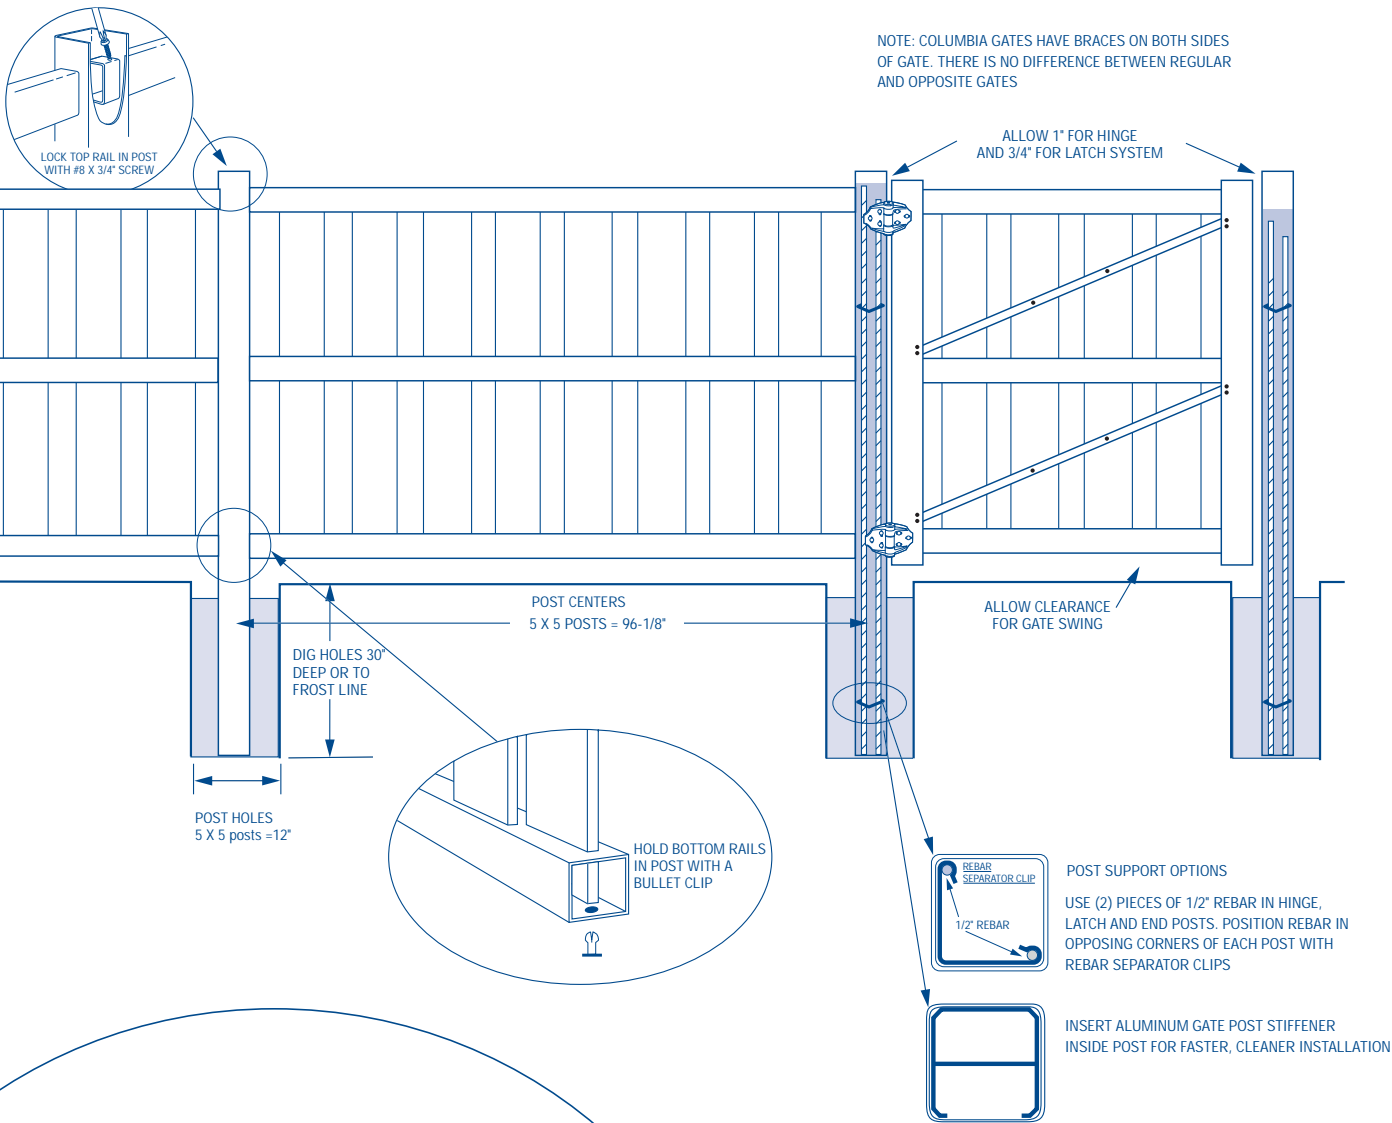 NOTE: COLUMBIA GATES HAVE BRACES ON BOTH SIDES
OF GATE. THERE IS NO DIFFERENCE BETWEEN REGULAR
AND OPPOSITE GATES
LOCK TOP RAIL IN POST
WITH #8 X 3/4" SCREW
ALLOW 1" FOR HINGE
AND 3/4" FOR LATCH SYSTEM
POST CENTERS
5 X 5 POSTS = 96-1/8"
ALLOW CLEARANCE
FOR GATE SWING
DIG HOLES 30"
DEEP OR TO
FROST LINE
POST HOLES
5 X 5 posts =12"
HOLD BOTTOM RAILS
IN POST WITH A
BULLET CLIP
REBAR
SEPARATOR CLIP
1/2" REBAR
POST SUPPORT OPTIONS
USE (2) PIECES OF 1/2" REBAR IN HINGE,
LATCH AND END POSTS. POSITION REBAR IN
OPPOSING CORNERS OF EACH POST WITH
REBAR SEPARATOR CLIPS
INSERT ALUMINUM GATE POST STIFFENER
INSIDE POST FOR FASTER, CLEANER INSTALLATION